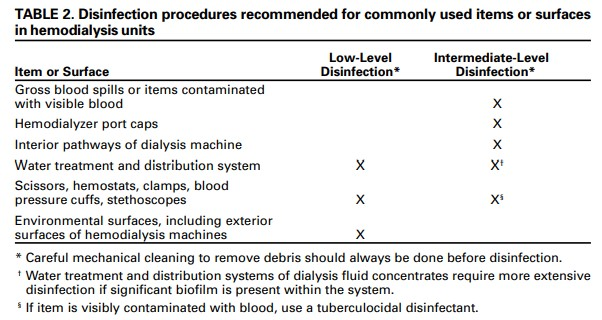 TABLE 2. Disinfection procedures recommended for commonly used items or surfaces
in hemodialysis units
Low-Level Intermediate-Level
Item or Surface Disinfection* Disinfection*
Gross blood spills or items contaminated
with visible blood X
Hemodialyzer port caps X
Interior pathways of dialysis machine X
Water treatment and distribution system X X†
Scissors, hemostats, clamps, blood
pressure cuffs, stethoscopes X X§
Environmental surfaces, including exterior
surfaces of hemodialysis machines X
* Careful mechanical cleaning to remove debris should always be done before disinfection.
† Water treatment and distribution systems of dialysis fluid concentrates require more extensive
disinfection if significant biofilm is present within the system.
§ If item is visibly contaminated with blood, use a tuberculocidal disinfectant.